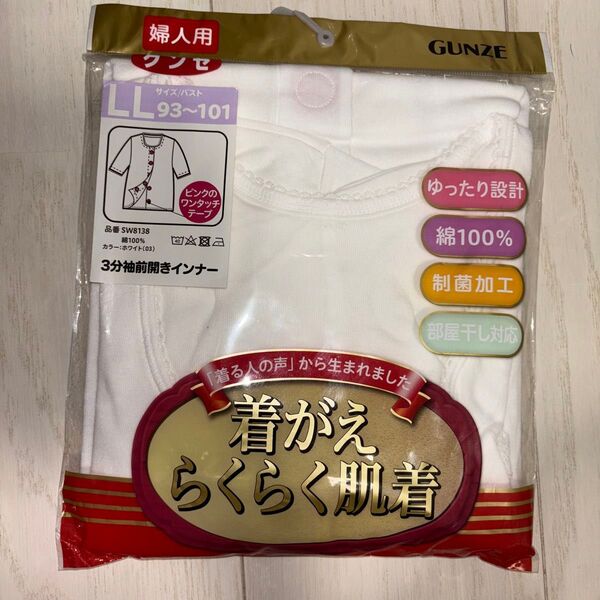 婦人用
グンゼ
GUNZE
サイズ/バスト
LL 93～101
ピンクの
ワンタッチ
テープ
品番 SW8138
綿100%
カラー:ホワイト(03)
3分袖前開きインナー
ゆったり設計
綿100%
制菌加工
部屋干し対応
「着る人の声」から生まれました
着がえ
らくらく肌着